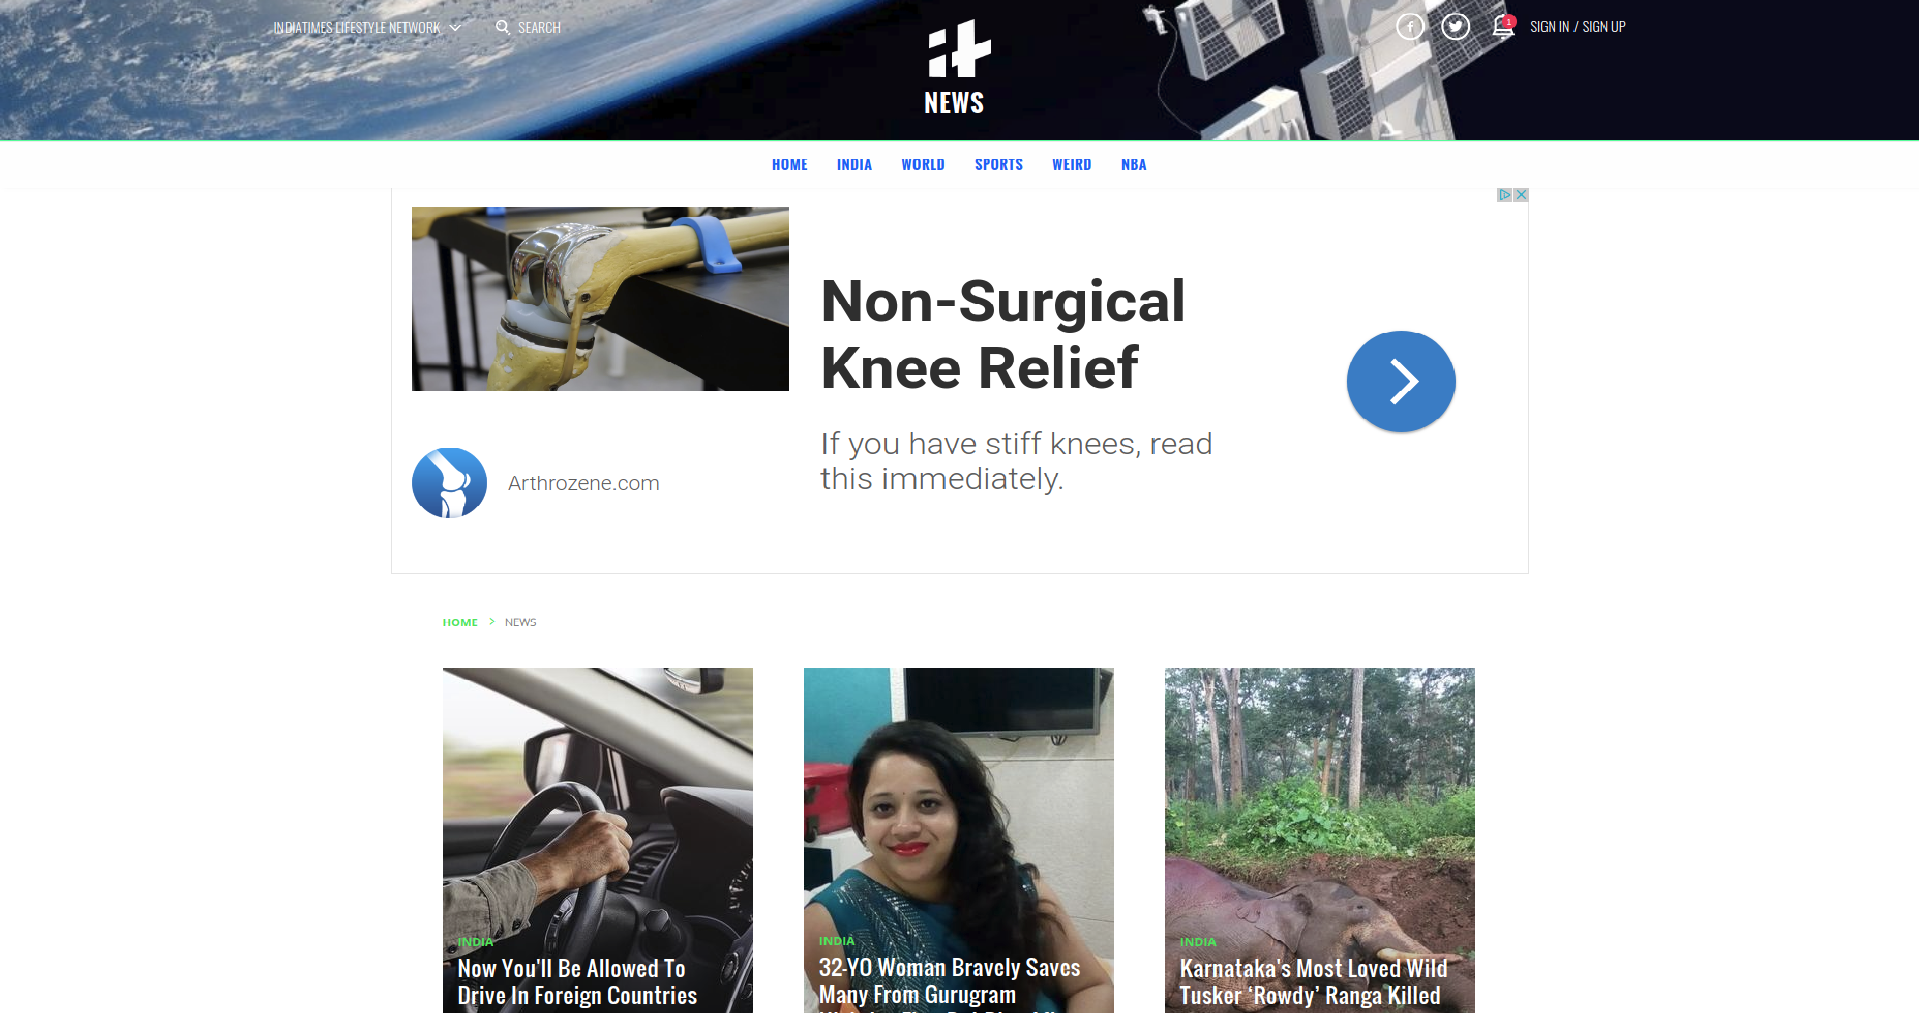 INDIATIMES LIFESTYLE NETWORK
SEARCH
1
SIGN IN / SIGN UP
it
NEWS
HOME
INDIA
WORLD
SPORTS
WEIRD
NBA
Non-Surgical
Knee Relief
If you have stiff knees, read
this immediately.
Arthrozene.com
HOME > NEWS
INDIA
Now You'll Be Allowed To
Drive In Foreign Countries
INDIA
32-YO Woman Bravely Saves
Many From Gurugram
INDIA
Karnataka's Most Loved Wild
Tusker ‘Rowdy’ Ranga Killed